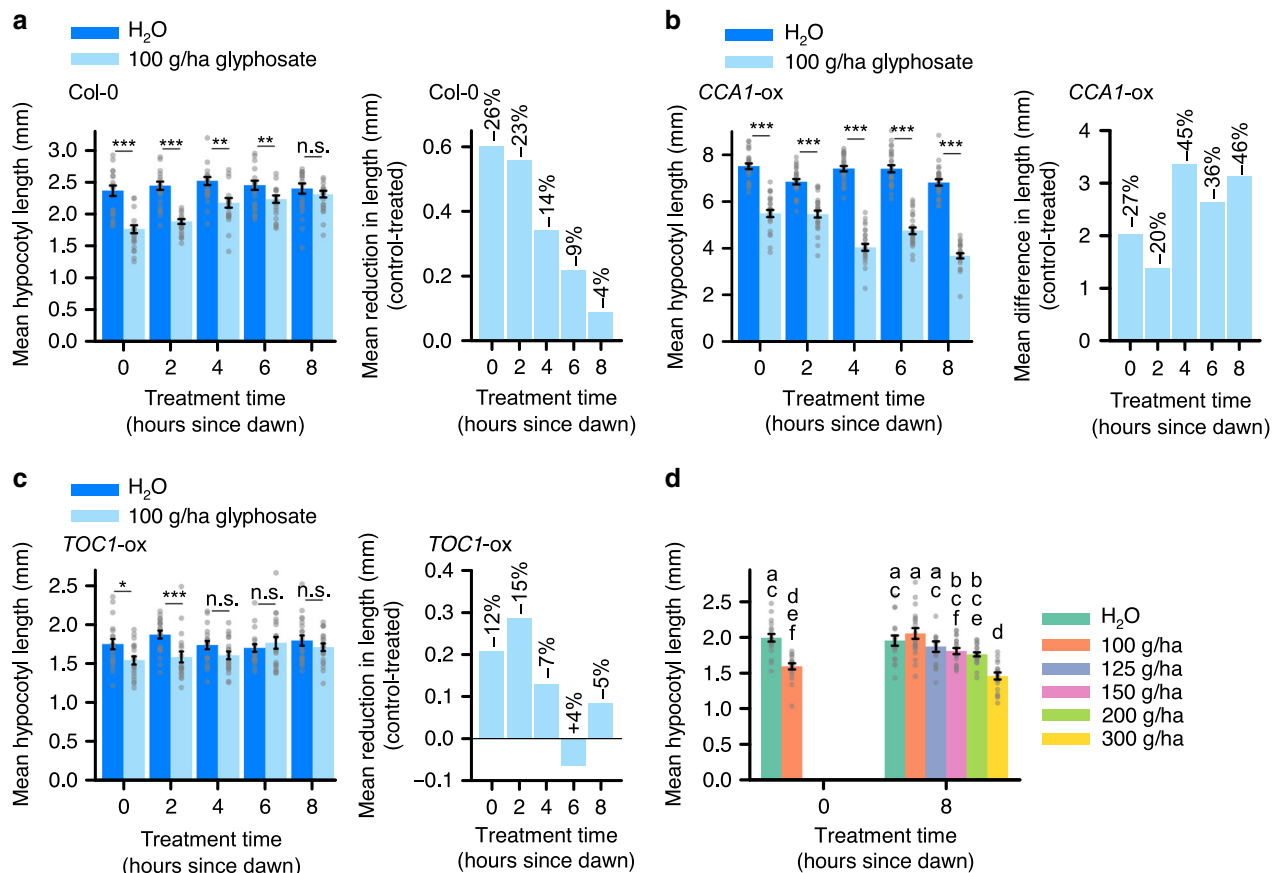 a
H₂O
100 g/ha glyphosate
Col-0
Mean hypocotyl length (mm)
3.0
2.5
2.0
1.5
1.0
0.5
0.0
***
***
**
**
n.s.
0 2 4 6 8
Treatment time
(hours since dawn)
Col-0
Mean reduction in length (mm)
(control-treated)
0.6
0.4
0.2
0.0
–26%
–23%
–14%
–9%
–4%
0 2 4 6 8
Treatment time
(hours since dawn)
b
H₂O
100 g/ha glyphosate
CCA1-ox
Mean hypocotyl length (mm)
8
6
4
2
0
***
***
***
***
***
0 2 4 6 8
Treatment time
(hours since dawn)
CCA1-ox
Mean difference in length (mm)
(control-treated)
4
3
2
1
0
–27%
–20%
–45%
–36%
–46%
0 2 4 6 8
Treatment time
(hours since dawn)
c
H₂O
100 g/ha glyphosate
TOC1-ox
Mean hypocotyl length (mm)
2.5
2.0
1.5
1.0
0.5
0.0
*
***
n.s.
n.s.
n.s.
0 2 4 6 8
Treatment time
(hours since dawn)
TOC1-ox
Mean reduction in length (mm)
(control-treated)
0.4
0.3
0.2
0.1
0.0
–0.1
–12%
–15%
–7%
+4%
–5%
0 2 4 6 8
Treatment time
(hours since dawn)
d
Mean hypocotyl length (mm)
2.5
2.0
1.5
1.0
0.5
0.0
a
c
d
e
f
a
c
a
c
a
c
b
c
f
b
c
e
d
0 8
Treatment time
(hours since dawn)
H₂O
100 g/ha
125 g/ha
150 g/ha
200 g/ha
300 g/ha